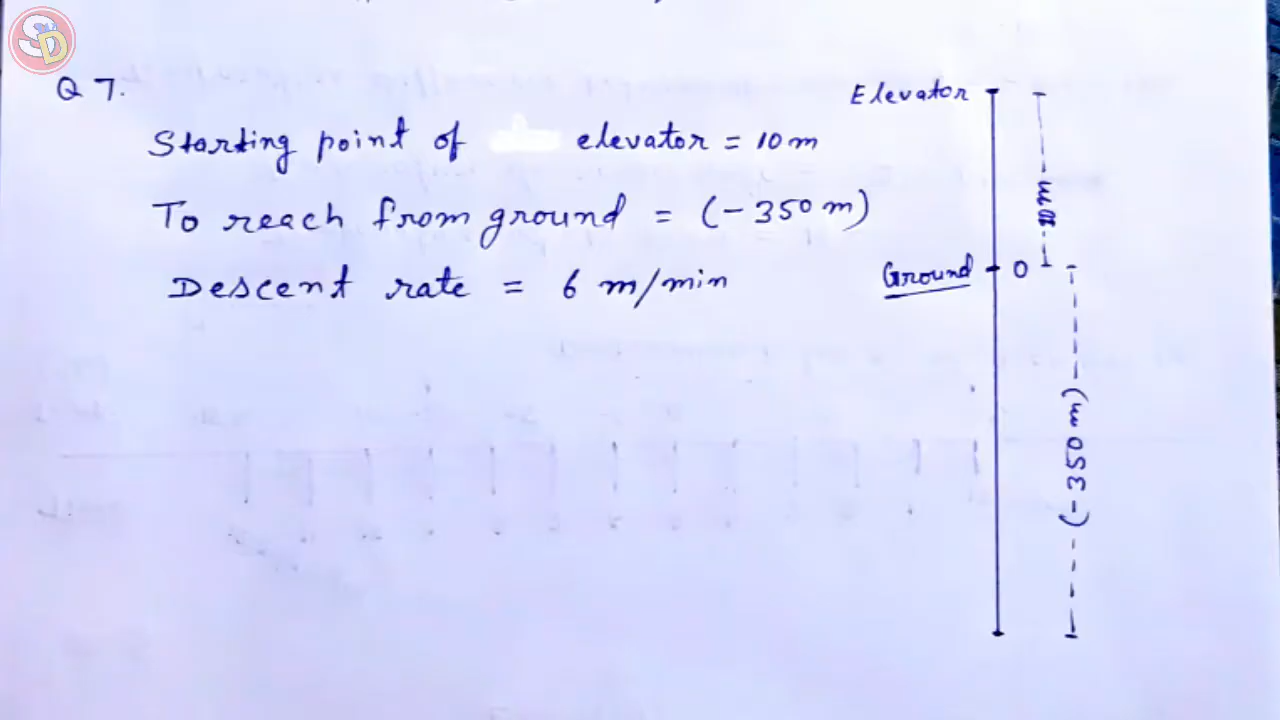 SD
Q 7.
Starting point of elevator = 10 m
To reach from ground = (- 350 m)
Descent rate = 6 m/min
Elevator
Ground 0
(- 350 m)